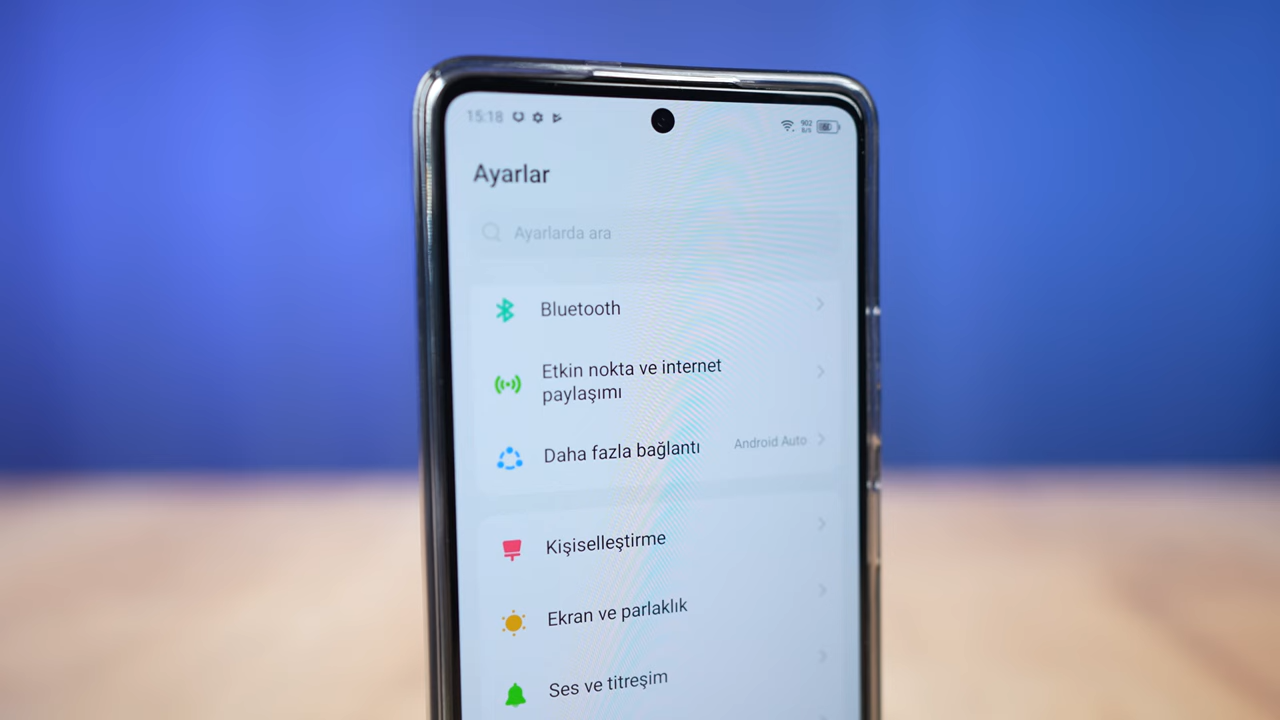 15:18
902
B/s
Ayarlar
Ayarlarda ara
Bluetooth
Etkin nokta ve internet
paylaşımı
Daha fazla bağlantı
Android Auto
Kişiselleştirme
Ekran ve parlaklık
Ses ve titreşim